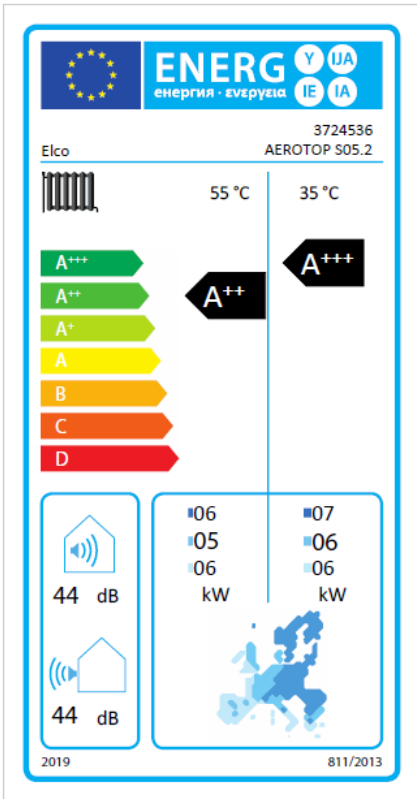 ENERG Y IJA
енергия · ενεργεια IE IA
3724536
Elco AEROTOP S05.2
55 °C 35 °C
A+++ A+++
A++ A++
A+
A
B
C
D
06 07
05 06
06 06
kW kW
44 dB
44 dB
2019 811/2013